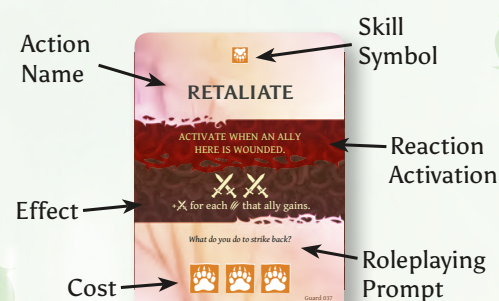 Action
Name
Skill
Symbol
RETALIATE
ACTIVATE WHEN AN ALLY
HERE IS WOUNDED.
Reaction
Activation
Effect
+ for each that ally gains.
What do you do to strike back?
Roleplaying
Prompt
Cost
Guard 037